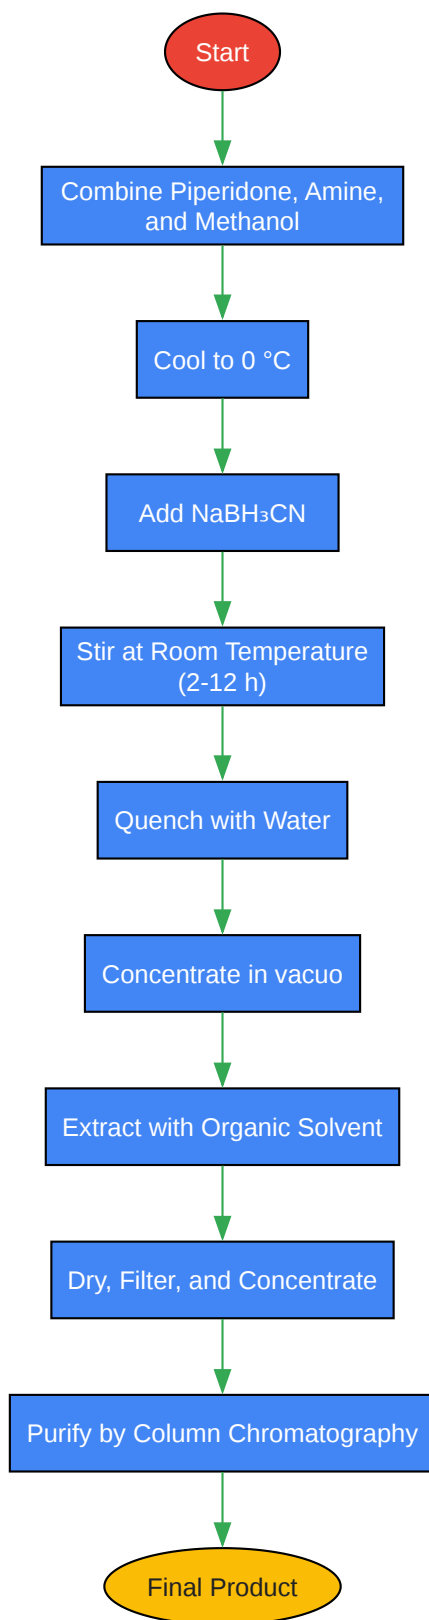 Start
Combine Piperidone, Amine,
and Methanol
Cool to 0 °C
Add NaBH₃CN
Stir at Room Temperature
(2-12 h)
Quench with Water
Concentrate in vacuo
Extract with Organic Solvent
Dry, Filter, and Concentrate
Purify by Column Chromatography
Final Product